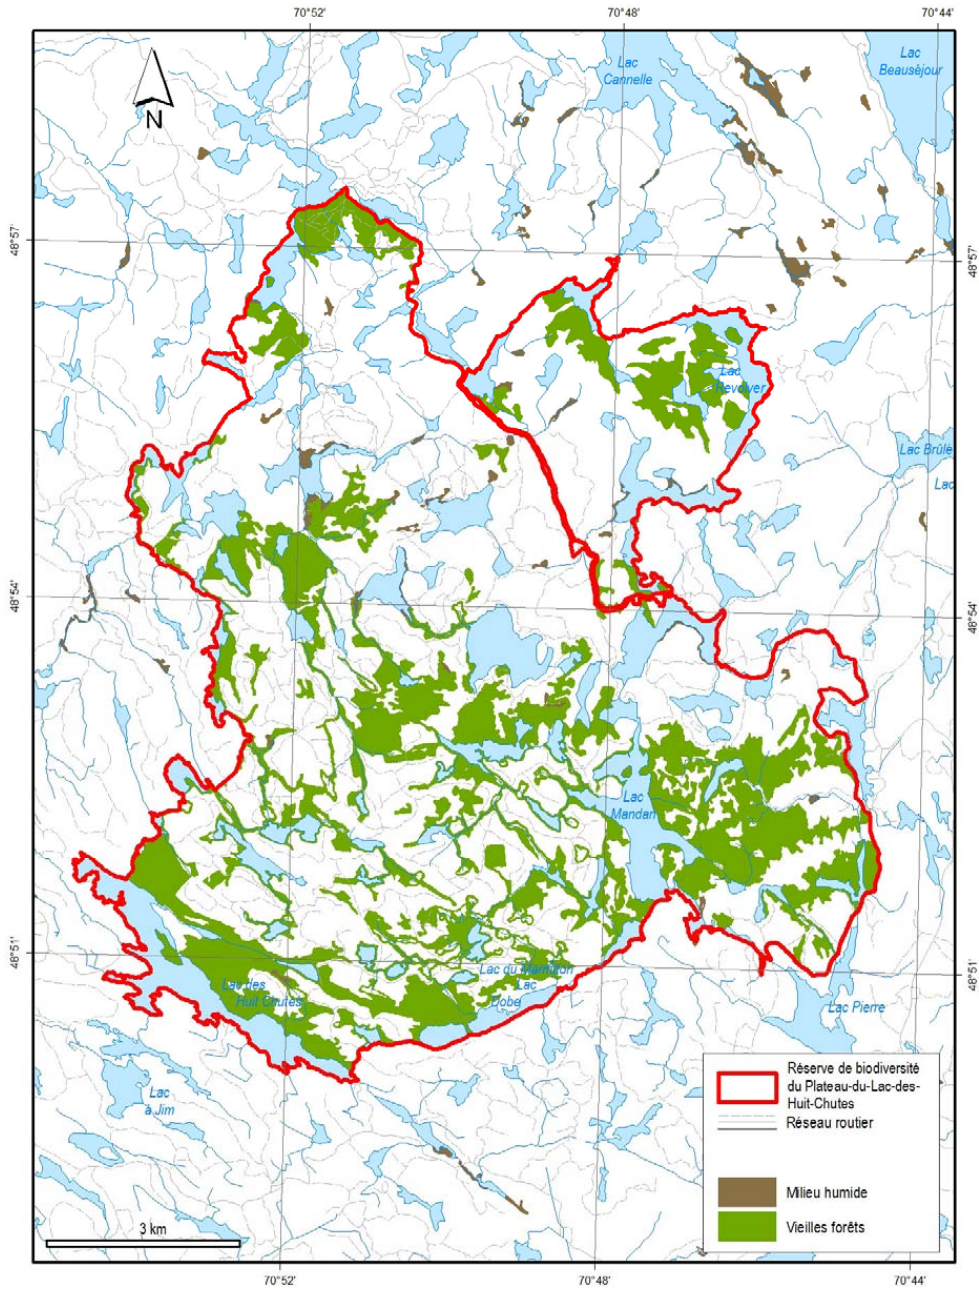 70°52'
70°48'
70°44'
Lac
Cannelle
Lac
Beauséjour
N
48°57'
48°57'
Lac
Revolver
Lac Brûlé
Lac
48°54'
48°54'
Lac
Mandan
48°51'
48°51'
Lac des
Huit Chutes
Lac
Dobe
Lac Pierre
Lac
à Jim
Réserve de biodiversité
du Plateau-du-Lac-des-
Huit-Chutes
Réseau routier
Milieu humide
Vieilles forêts
3 km
70°52'
70°48'
70°44'